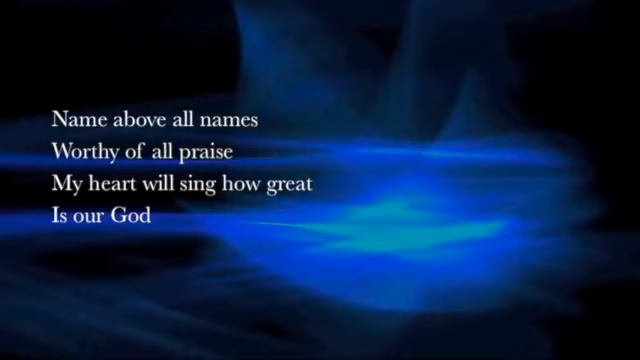 Name above all names
Worthy of all praise
My heart will sing how great
Is our God